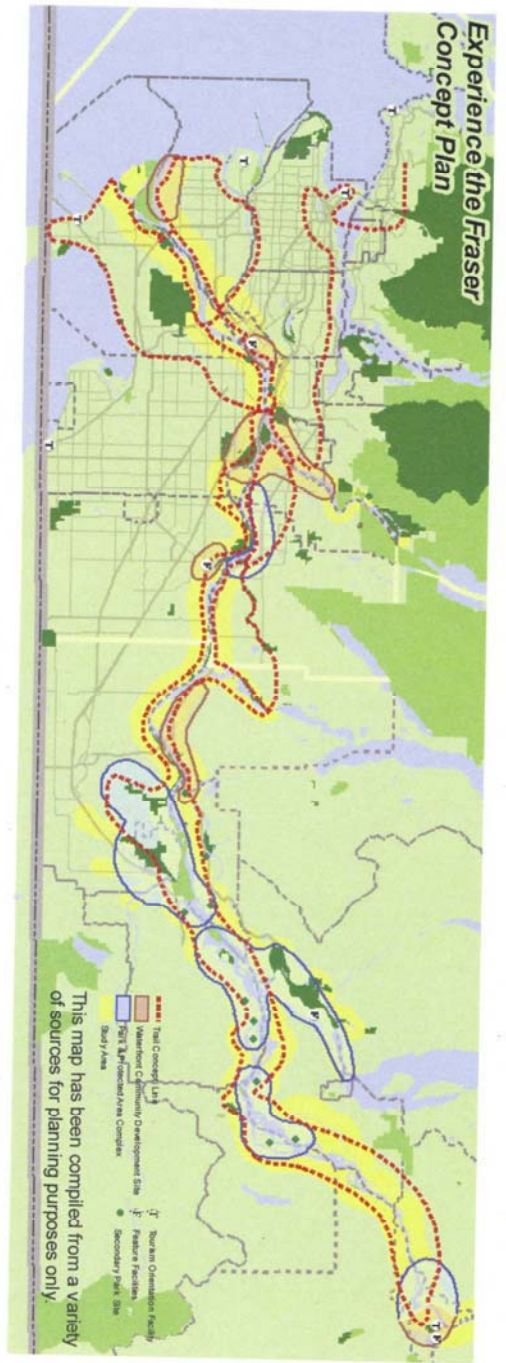 Experience the Fraser
Concept Plan
Trail Concept Line
Waterfront Community Development Site
Park & Protected Area Complex
Study Area
T Tourism Orientation Facility
F Feature Facilities
Secondary Park Site
This map has been compiled from a variety
of sources for planning purposes only.
T
T
T
T
T
T
F
F
F
T F